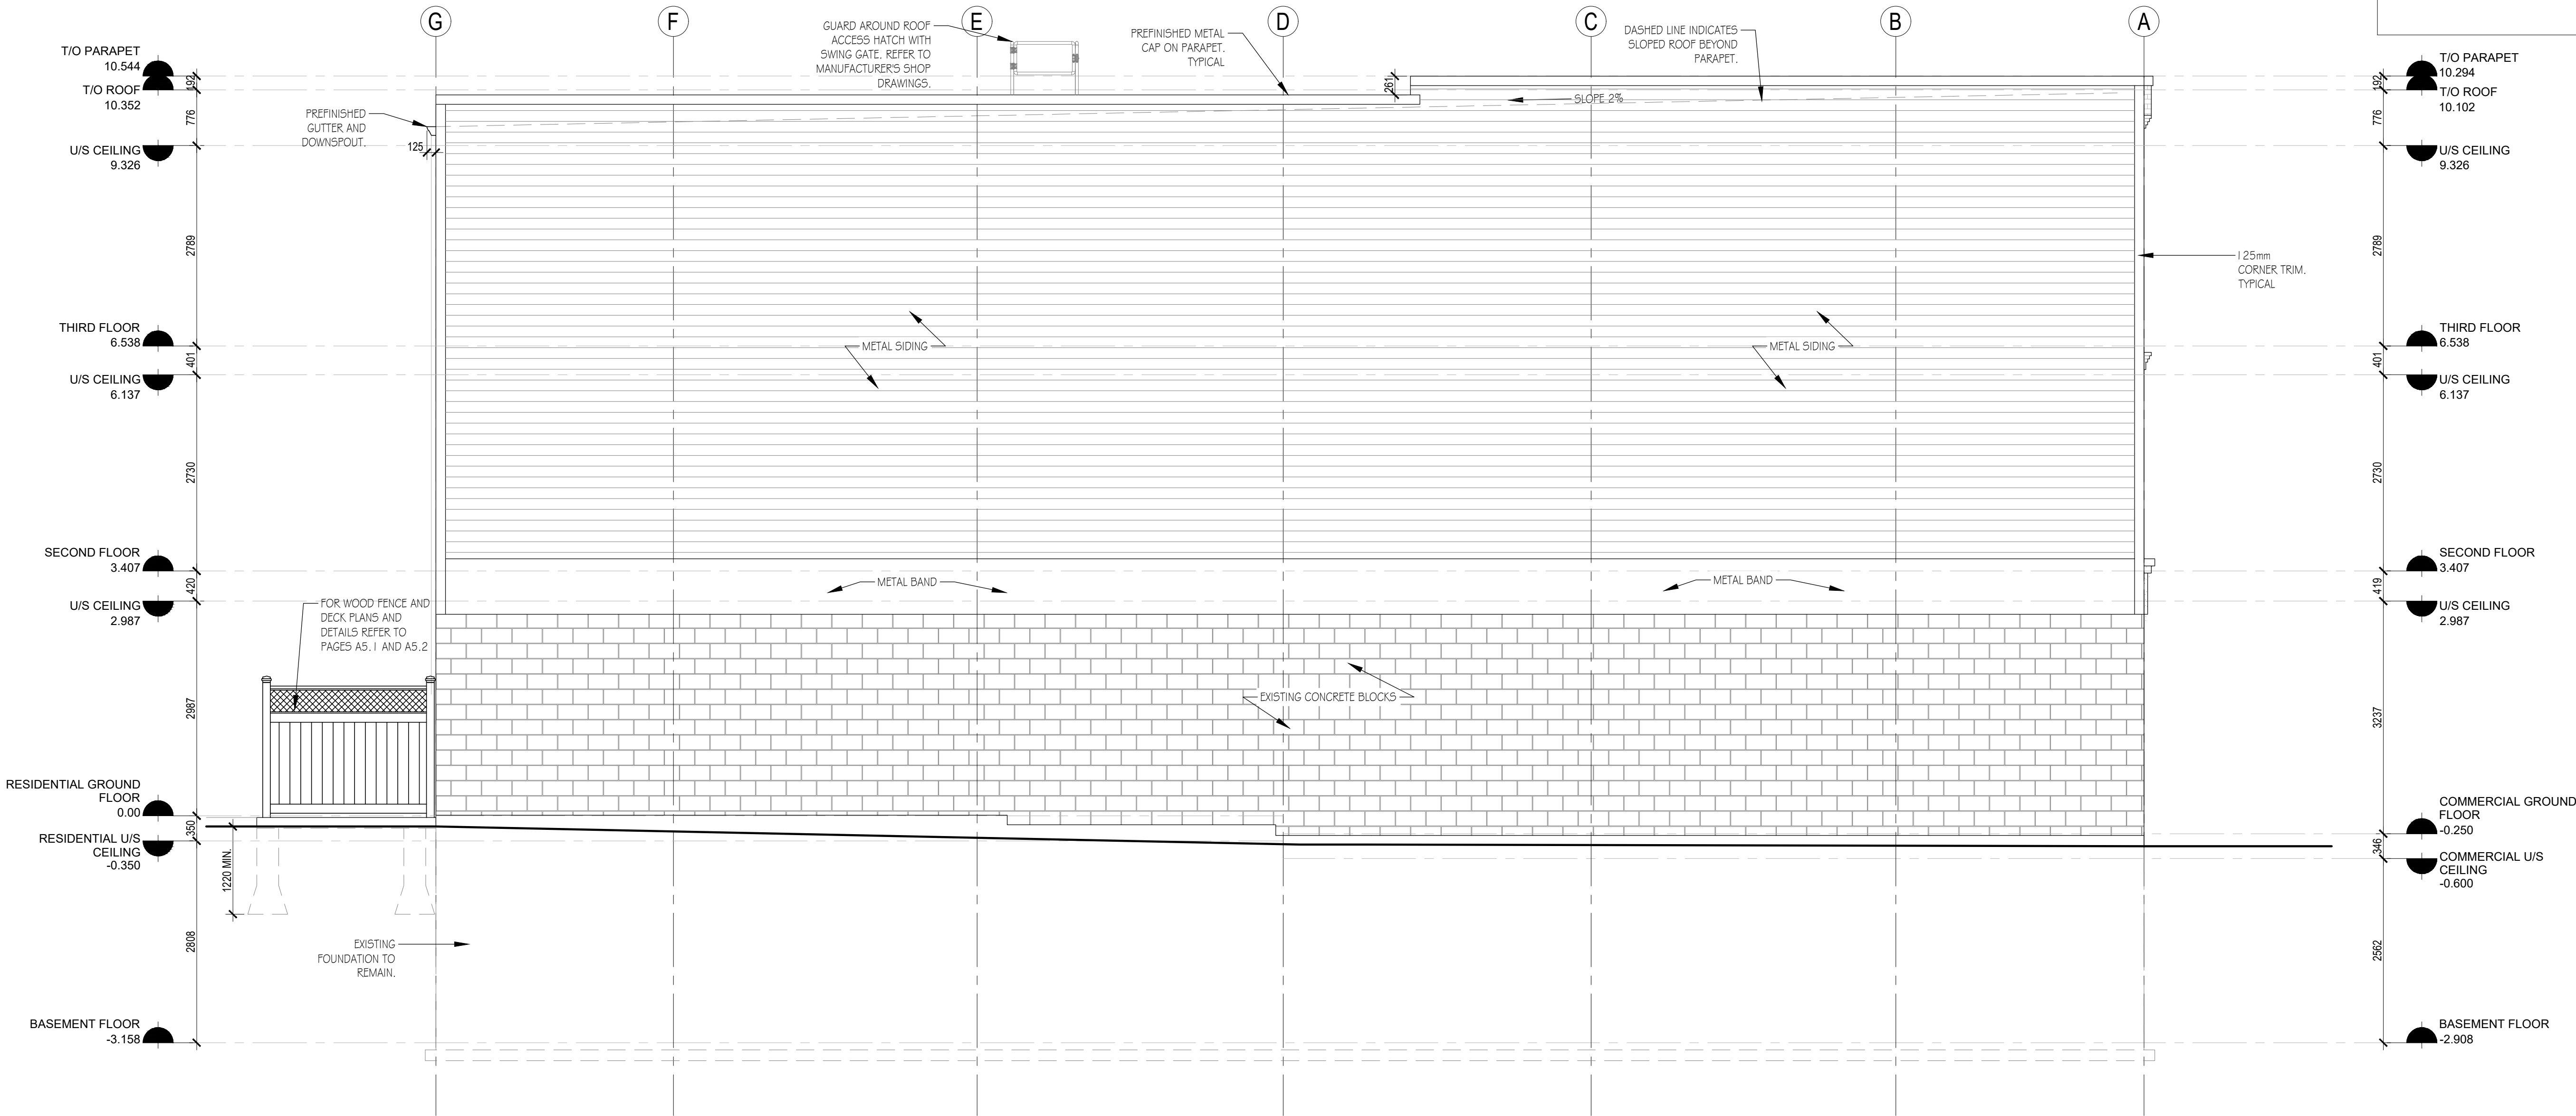 G
F
E
D
C
B
A
T/O PARAPET
10.544
T/O ROOF
10.352
U/S CEILING
9.326
THIRD FLOOR
6.538
U/S CEILING
6.137
SECOND FLOOR
3.407
U/S CEILING
2.987
RESIDENTIAL GROUND
FLOOR
0.00
RESIDENTIAL U/S
CEILING
-0.350
BASEMENT FLOOR
-3.158
192
776
2789
401
2730
420
2987
350
2808
1220 MIN.
PREFINISHED
GUTTER AND
DOWNSPOUT.
125
GUARD AROUND ROOF
ACCESS HATCH WITH
SWING GATE, REFER TO
MANUFACTURER'S SHOP
DRAWINGS.
PREFINISHED METAL
CAP ON PARAPET.
TYPICAL
261
DASHED LINE INDICATES
SLOPED ROOF BEYOND
PARAPET.
SLOPE 2%
METAL SIDING
METAL SIDING
125mm
CORNER TRIM.
TYPICAL
METAL BAND
METAL BAND
FOR WOOD FENCE AND
DECK PLANS AND
DETAILS REFER TO
PAGES A5.1 AND A5.2
EXISTING CONCRETE BLOCKS
EXISTING
FOUNDATION TO
REMAIN.
192
776
2789
401
2730
419
3237
346
2562
T/O PARAPET
10.294
T/O ROOF
10.102
U/S CEILING
9.326
THIRD FLOOR
6.538
U/S CEILING
6.137
SECOND FLOOR
3.407
U/S CEILING
2.987
COMMERCIAL GROUND
FLOOR
-0.250
COMMERCIAL U/S
CEILING
-0.600
BASEMENT FLOOR
-2.908